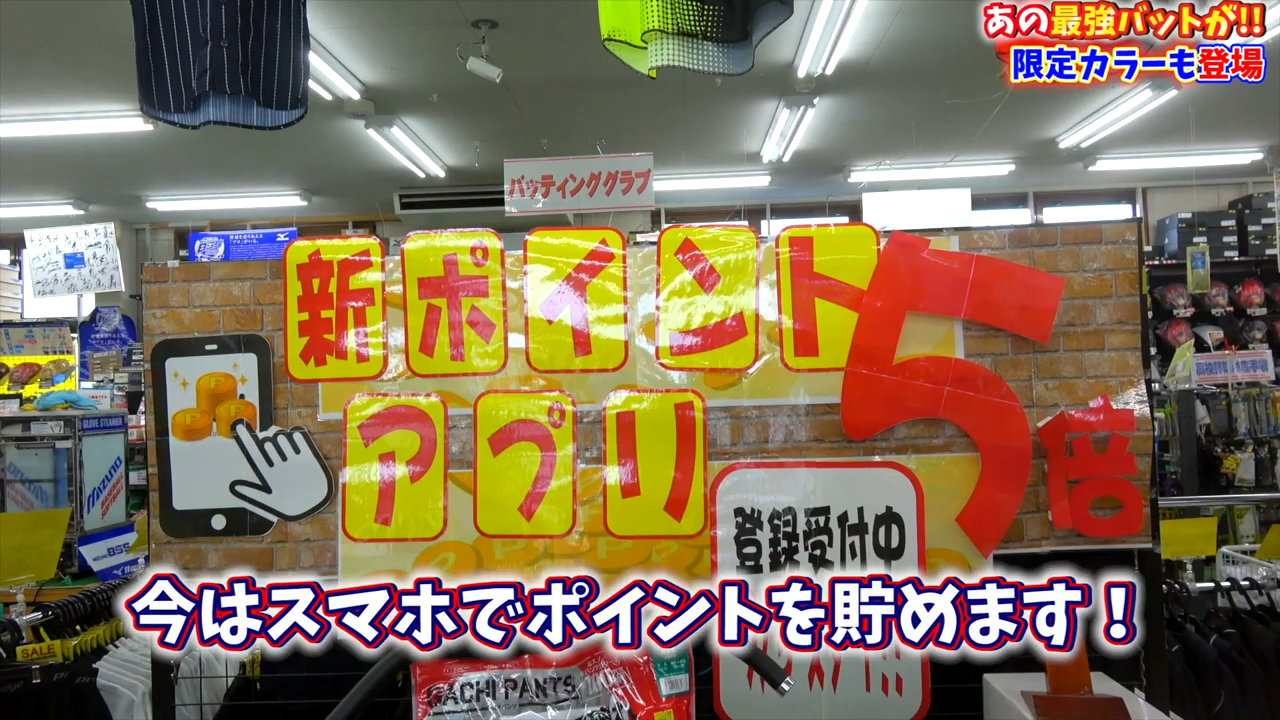 あの最強バットが!!
限定カラーも登場
バッティンググラブ
新ポイント
5倍
アプリ
登録受付中
GLOVE STEAMER
MIZUNO
BSS
SALE
今はスマホでポイントを貯めます！
GACHI PANTS